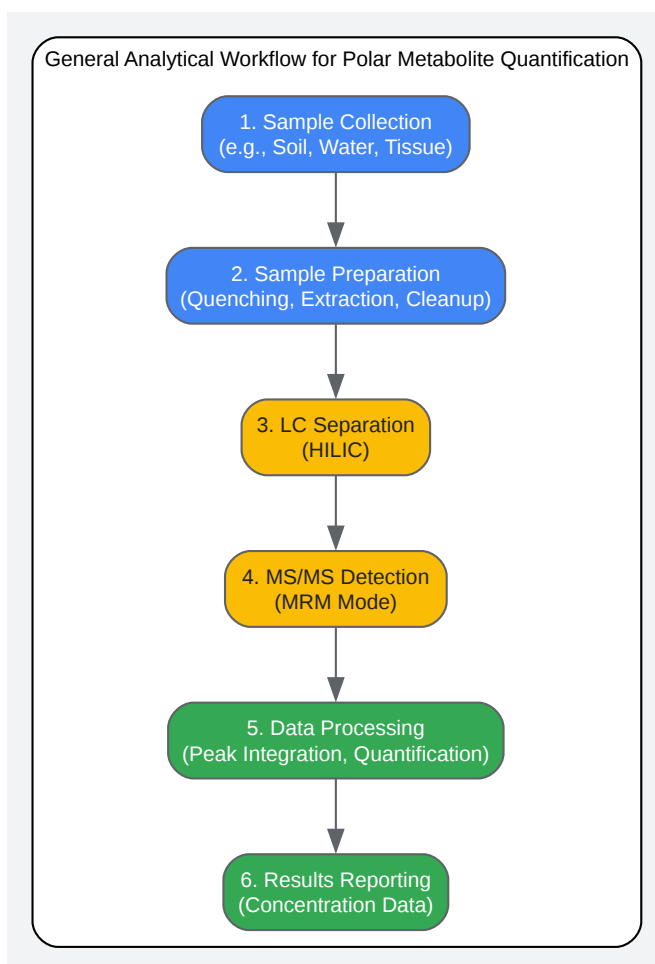 General Analytical Workflow for Polar Metabolite Quantification
1. Sample Collection
(e.g., Soil, Water, Tissue)
2. Sample Preparation
(Quenching, Extraction, Cleanup)
3. LC Separation
(HILIC)
4. MS/MS Detection
(MRM Mode)
5. Data Processing
(Peak Integration, Quantification)
6. Results Reporting
(Concentration Data)